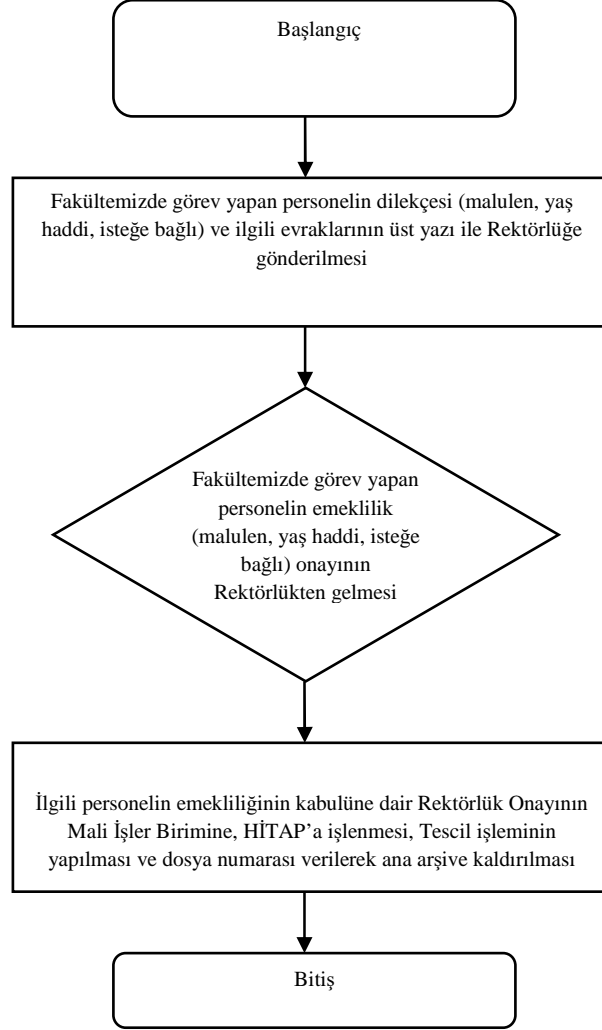 Başlangıç
Fakültemizde görev yapan personelin dilekçesi (malulen, yaş
haddi, isteğe bağlı) ve ilgili evraklarının üst yazı ile Rektörlüğe
gönderilmesi
Fakültemizde görev yapan
personelin emeklilik
(malulen, yaş haddi, isteğe
bağlı) onayının
Rektörlükten gelmesi
İlgili personelin emekliliğinin kabulüne dair Rektörlük Onayının
Mali İşler Birimine, HİTAP’a işlenmesi, Tescil işleminin
yapılması ve dosya numarası verilerek ana arşive kaldırılması
Bitiş